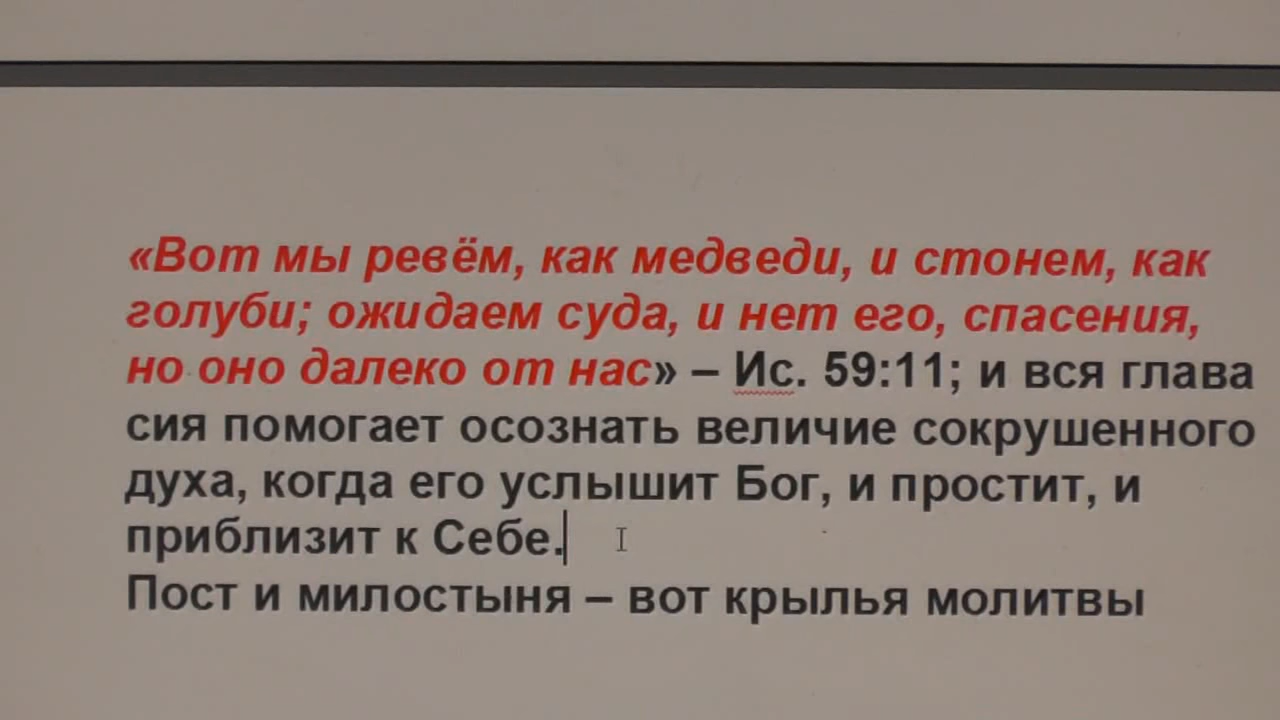 «Вот мы ревём, как медведи, и стонем, как
голуби; ожидаем суда, и нет его, спасения,
но оно далеко от нас» – Ис. 59:11; и вся глава
сия помогает осознать величие сокрушенного
духа, когда его услышит Бог, и простит, и
приблизит к Себе.
Пост и милостыня – вот крылья молитвы